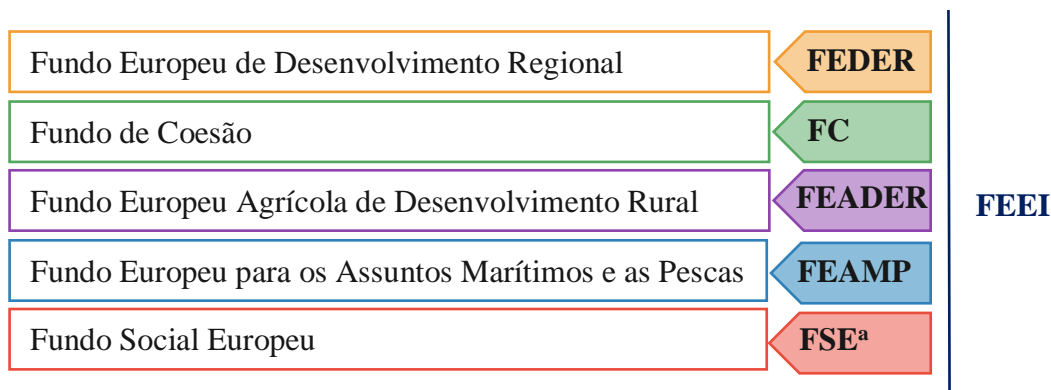 Fundo Europeu de Desenvolvimento Regional FEDER
Fundo de Coesão FC
Fundo Europeu Agrícola de Desenvolvimento Rural FEADER
FEEI
Fundo Europeu para os Assuntos Marítimos e as Pescas FEAMP
Fundo Social Europeu FSEª